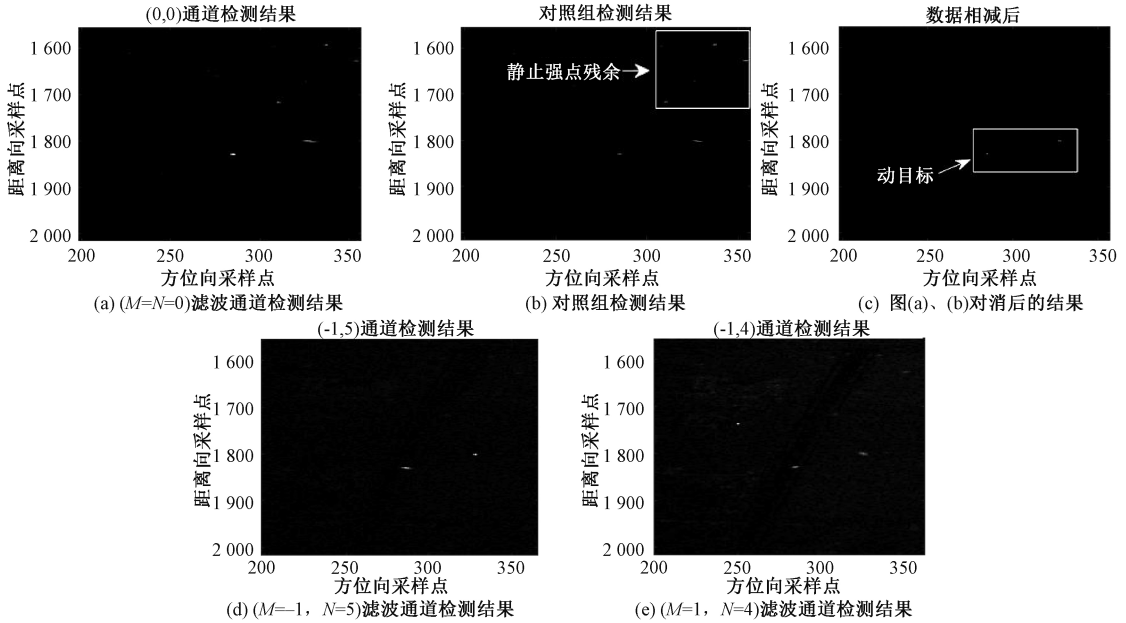 (0,0)通道检测结果
对照组检测结果
数据相减后
1 600
1 700
1 800
1 900
2 000
距离向采样点
200
250
300
350
方位向采样点
(a) (M=N=0)滤波通道检测结果
1 600
1 700
1 800
1 900
2 000
距离向采样点
静止强点残余
200
250
300
350
方位向采样点
(b) 对照组检测结果
1 600
1 700
1 800
1 900
2 000
距离向采样点
动目标
200
250
300
350
方位向采样点
(c) 图(a)、(b)对消后的结果
(-1,5)通道检测结果
1 600
1 700
1 800
1 900
2 000
距离向采样点
200
250
300
350
方位向采样点
(d) (M=–1，N=5)滤波通道检测结果
(-1,4)通道检测结果
1 600
1 700
1 800
1 900
2 000
距离向采样点
200
250
300
350
方位向采样点
(e) (M=1，N=4)滤波通道检测结果